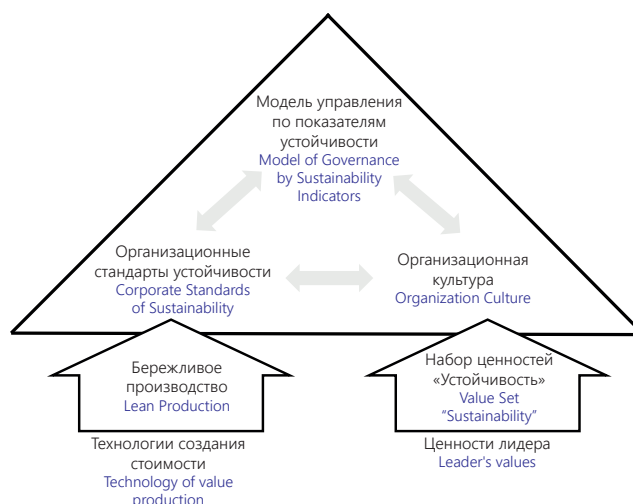 Модель управления
по показателям
устойчивости
Model of Governance
by Sustainability
Indicators
Организационные
стандарты устойчивости
Corporate Standards
of Sustainability
Организационная
культура
Organization Culture
Бережливое
производство
Lean Production
Набор ценностей
«Устойчивость»
Value Set
"Sustainability"
Технологии создания
стоимости
Technology of value
production
Ценности лидера
Leader's values